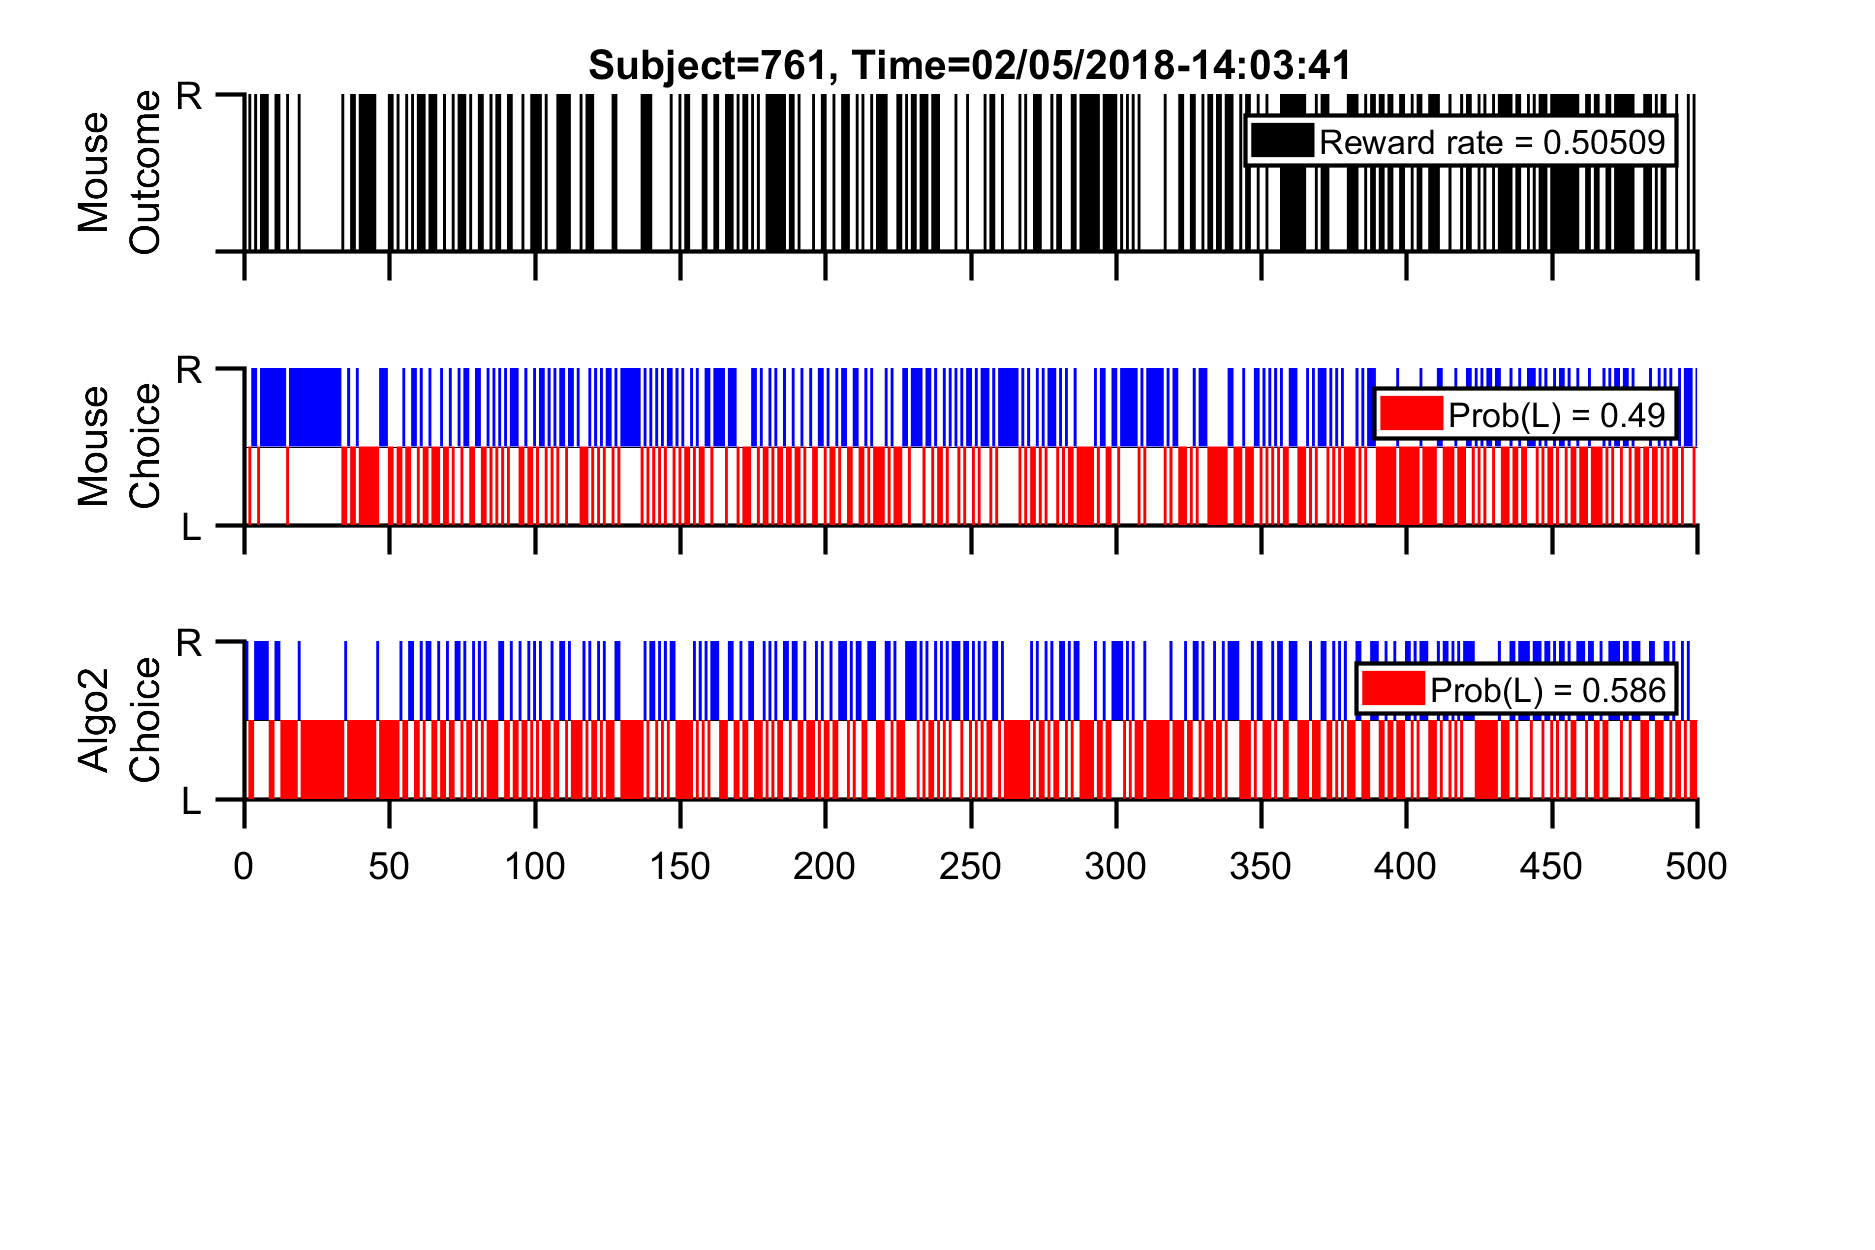 Subject=761, Time=02/05/2018-14:03:41
Mouse
Outcome
R
Reward rate = 0.50509
Mouse
Choice
R
L
Prob(L) = 0.49
Algo2
Choice
R
L
Prob(L) = 0.586
0 50 100 150 200 250 300 350 400 450 500